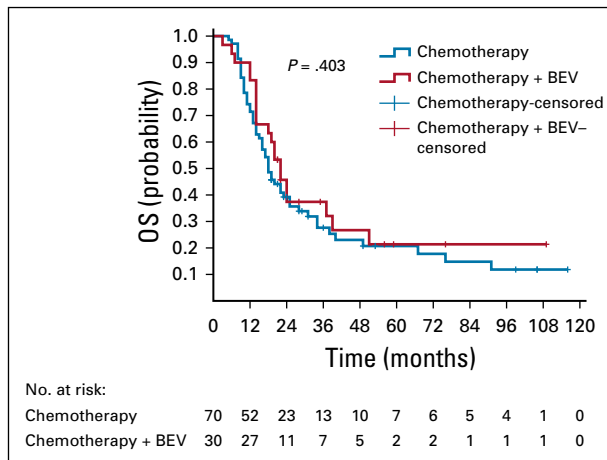 OS (probability)
1.0
0.9
0.8
0.7
0.6
0.5
0.4
0.3
0.2
0.1
P = .403
Chemotherapy
Chemotherapy + BEV
Chemotherapy-censored
Chemotherapy + BEV–
censored
0 12 24 36 48 60 72 84 96 108 120
Time (months)
No. at risk:
Chemotherapy 70 52 23 13 10 7 6 5 4 1 0
Chemotherapy + BEV 30 27 11 7 5 2 2 1 1 1 0